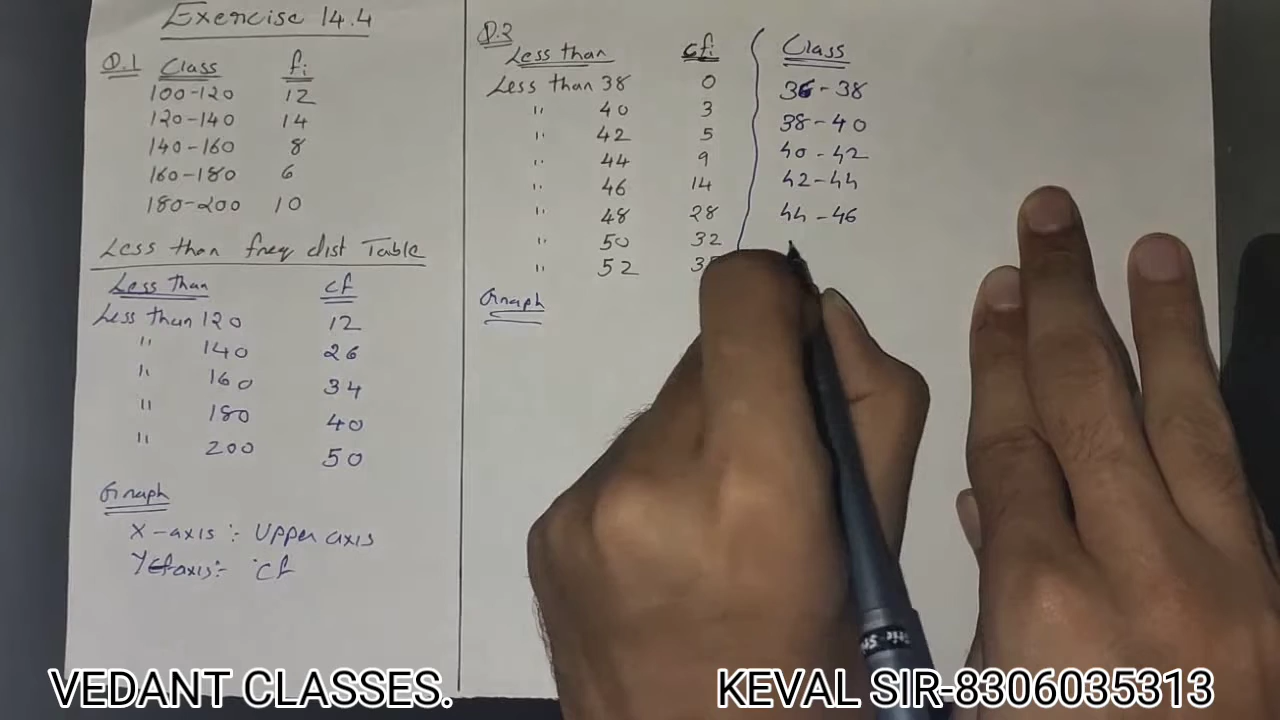 Exercise 14.4
Q.1 Class fi
100-120 12
120-140 14
140-160 8
160-180 6
180-200 10
Less than freq dist Table
Less than cf
Less than 120 12
" 140 26
" 160 34
" 180 40
" 200 50
Graph
X-axis :- Upper axis
Y axis :- cf
Q.2
Less than cfi
Less than 38 0
" 40 3
" 42 5
" 44 9
" 46 14
" 48 28
" 50 32
" 52
Graph
Class
36-38
38-40
40-42
42-44
44-46
VEDANT CLASSES.
KEVAL SIR-8306035313